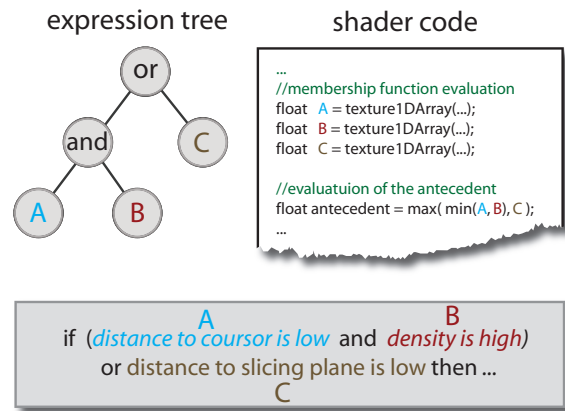 expression tree
or
and
C
A
B
shader code
...
//membership function evaluation
float A = texture1DArray(...);
float B = texture1DArray(...);
float C = texture1DArray(...);
//evaluatuion of the antecedent
float antecedent = max( min(A, B), C );
...
A B
if (distance to coursor is low and density is high)
or distance to slicing plane is low then ...
C